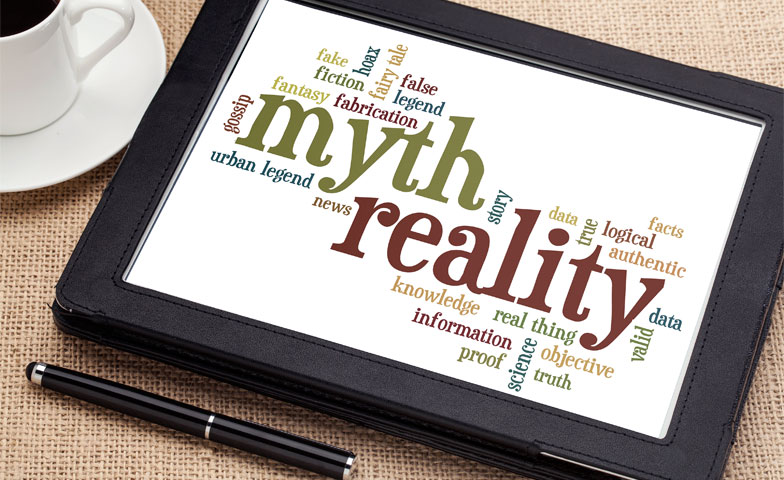 fake
hoax
fairy tale
fiction
false
fantasy
fabrication
legend
gossip
myth
urban legend
news
story
reality
data
true
logical
facts
authentic
knowledge
real thing
information
proof
science
objective
truth
valid
data